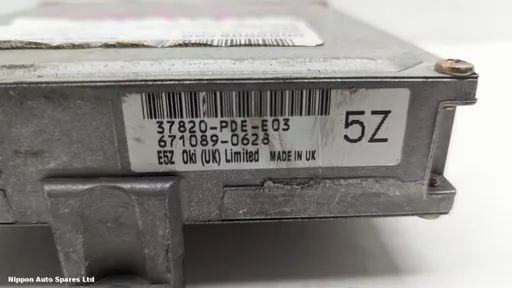 37820-PDE-E03
671089-0628
5Z
E5Z Oki (UK) Limited MADE IN UK
Nippon Auto Spares Ltd